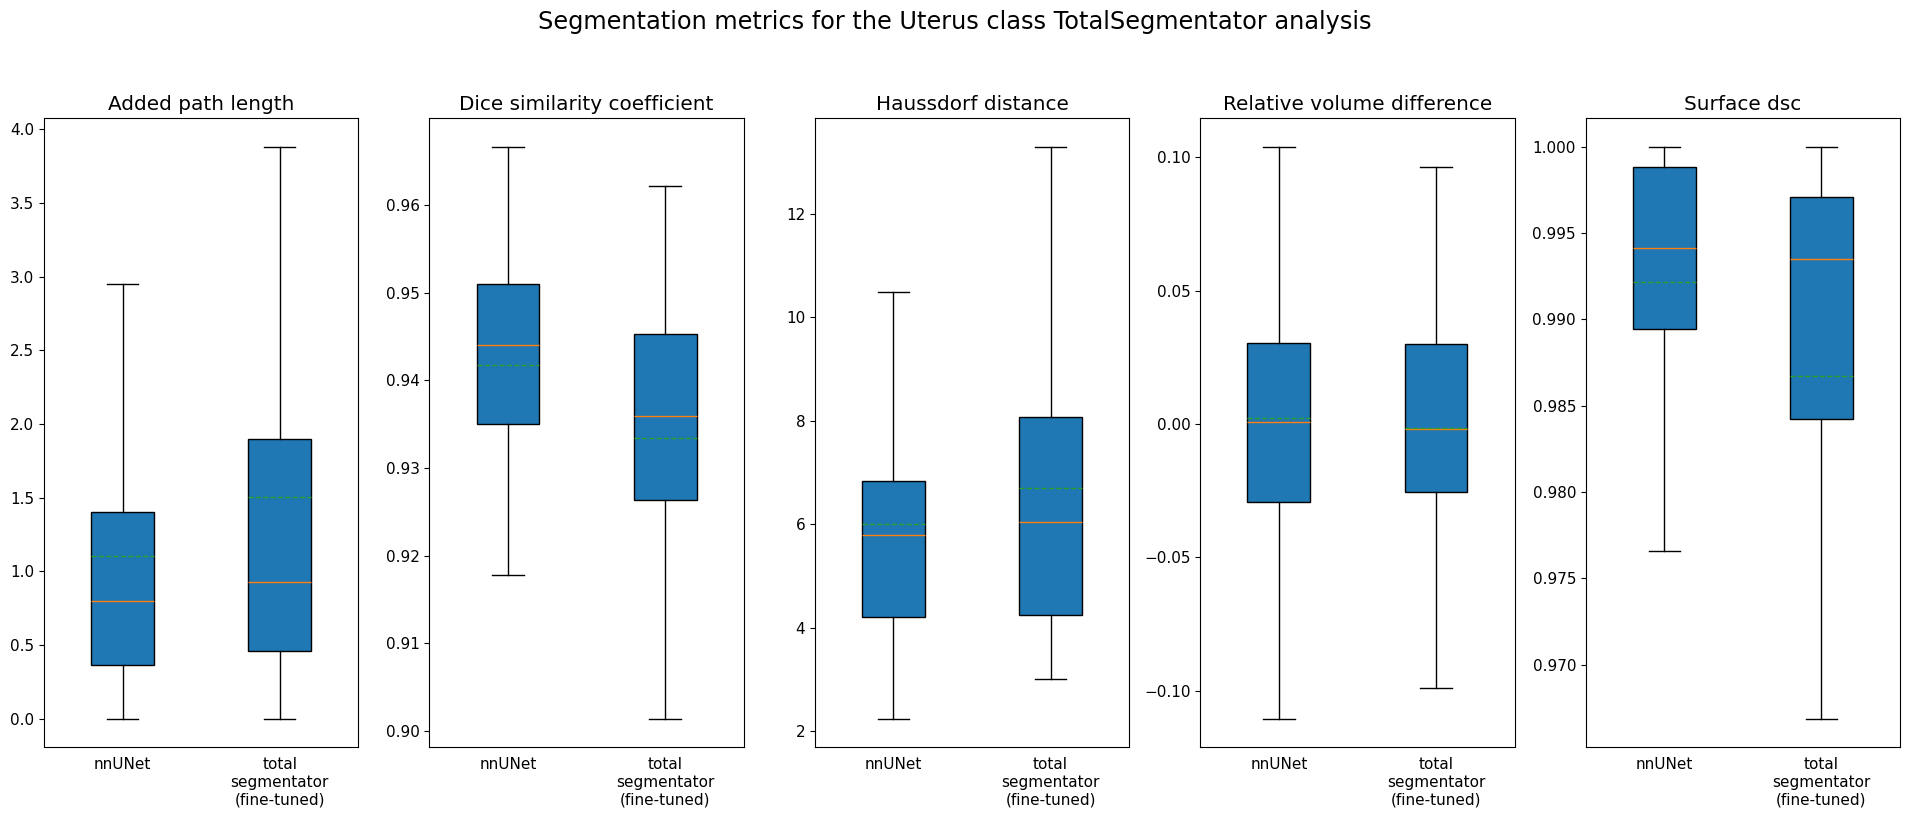 Segmentation metrics for the Uterus class TotalSegmentator analysis
Added path length
4.0
3.5
3.0
2.5
2.0
1.5
1.0
0.5
0.0
nnUNet
total
segmentator
(fine-tuned)
Dice similarity coefficient
0.96
0.95
0.94
0.93
0.92
0.91
0.90
nnUNet
total
segmentator
(fine-tuned)
Haussdorf distance
12
10
8
6
4
2
nnUNet
total
segmentator
(fine-tuned)
Relative volume difference
0.10
0.05
0.00
−0.05
−0.10
nnUNet
total
segmentator
(fine-tuned)
Surface dsc
1.000
0.995
0.990
0.985
0.980
0.975
0.970
nnUNet
total
segmentator
(fine-tuned)